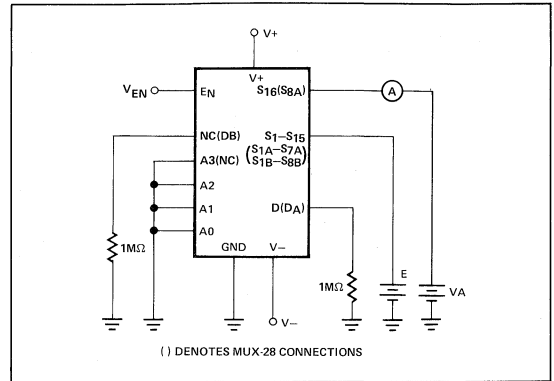 V+
V+
VEN
EN
S16(S8A)
A
NC(DB)
S1–S15
(S1A–S7A
S1B–S8B)
A3(NC)
A2
A1
D(DA)
A0
GND
V–
1MΩ
1MΩ
E
VA
V–
( ) DENOTES MUX-28 CONNECTIONS